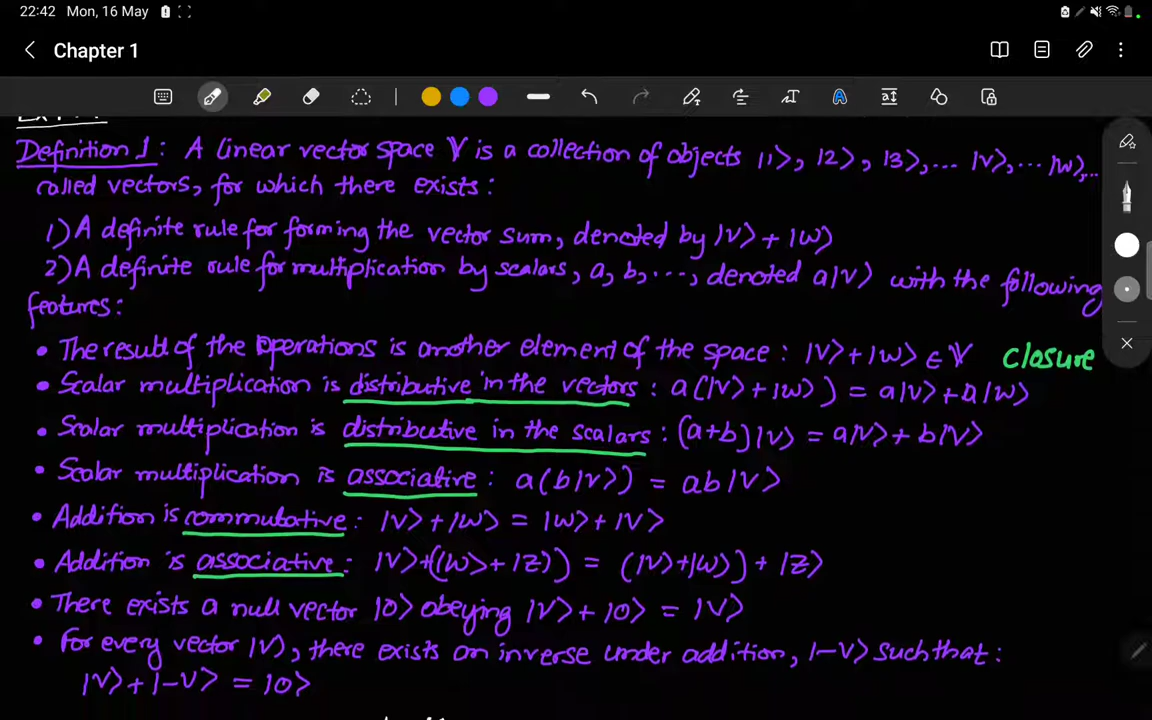 22:42 Mon, 16 May
Chapter 1
Definition 1: A linear vector space 𝕍 is a collection of objects |1⟩, |2⟩, |3⟩, ... |V⟩, ... |W⟩, ...
called vectors, for which there exists:
1) A definite rule for forming the vector sum, denoted by |V⟩ + |W⟩
2) A definite rule for multiplication by scalars, a, b, ..., denoted a|V⟩ with the following
features:
• The result of the operations is another element of the space: |V⟩ + |W⟩ ∈ 𝕍 closure
• Scalar multiplication is distributive in the vectors: a(|V⟩ + |W⟩) = a|V⟩ + a|W⟩
• Scalar multiplication is distributive in the scalars: (a+b)|V⟩ = a|V⟩ + b|V⟩
• Scalar multiplication is associative: a(b|V⟩) = ab|V⟩
• Addition is commutative: |V⟩ + |W⟩ = |W⟩ + |V⟩
• Addition is associative: |V⟩ + (|W⟩ + |Z⟩) = (|V⟩ + |W⟩) + |Z⟩
• There exists a null vector |0⟩ obeying |V⟩ + |0⟩ = |V⟩
• For every vector |V⟩, there exists an inverse under addition, |-V⟩ such that:
|V⟩ + |-V⟩ = |0⟩